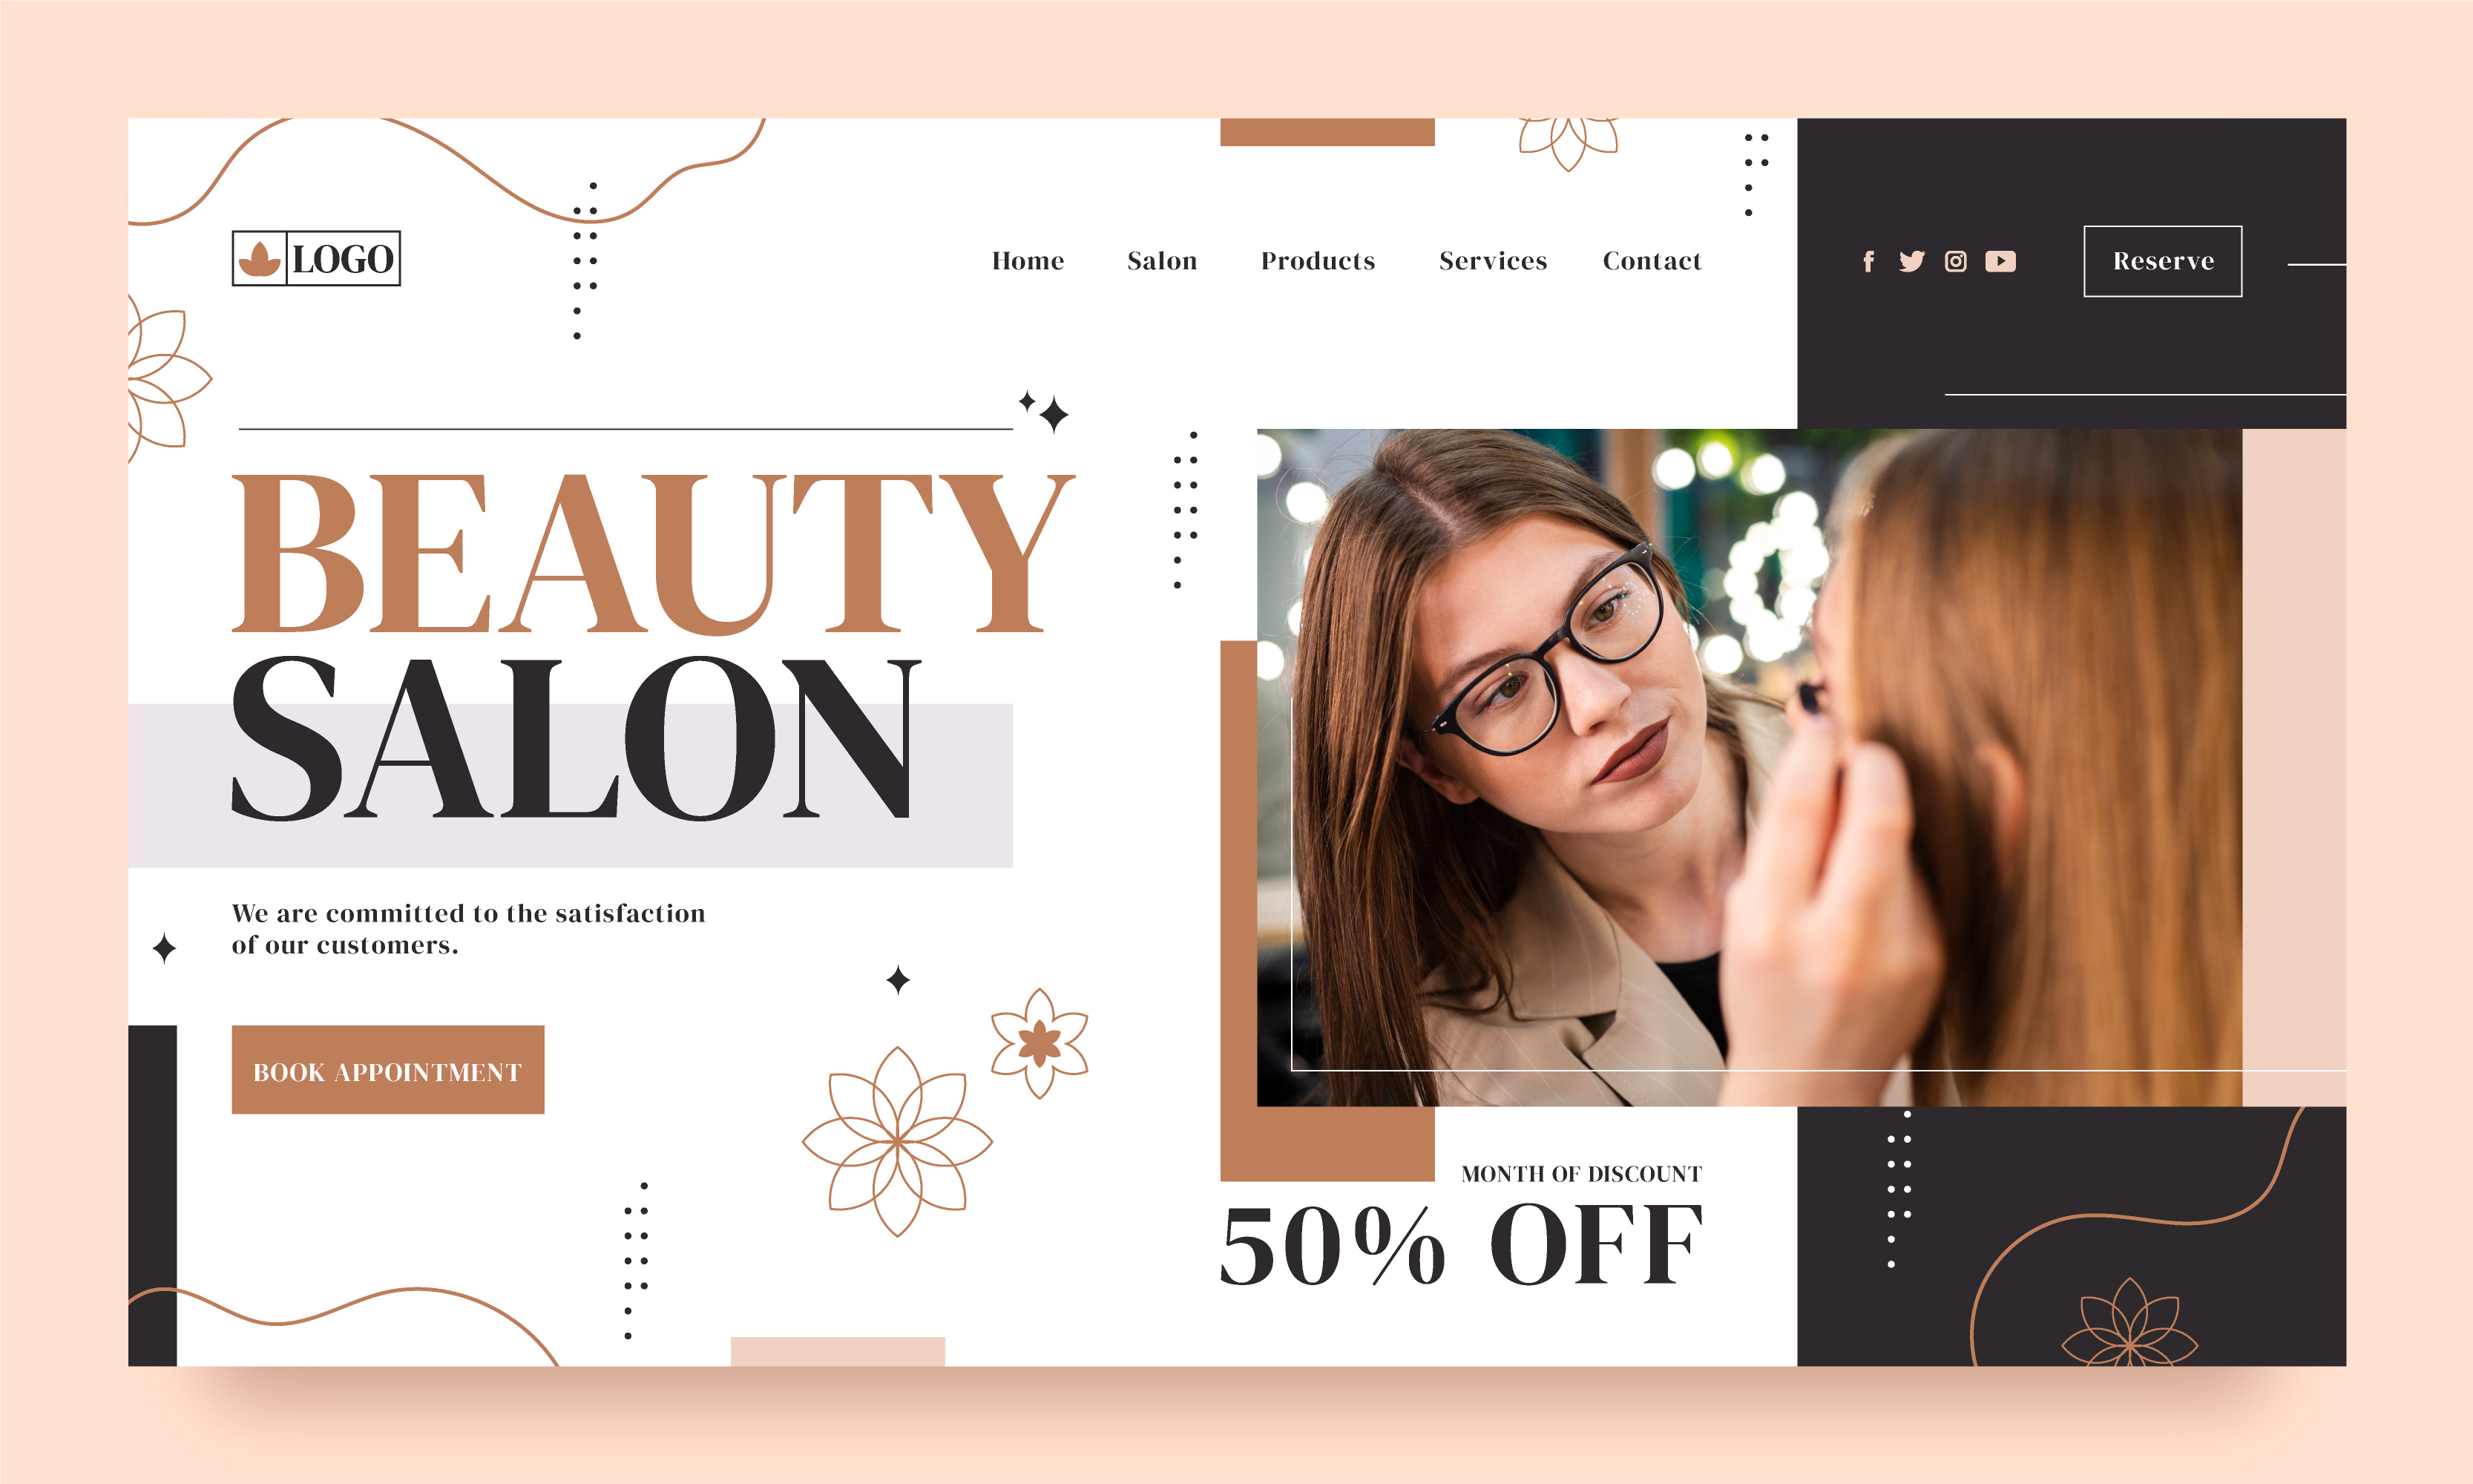 LOGO
Home Salon Products Services Contact
Reserve
BEAUTY
SALON
We are committed to the satisfaction
of our customers.
BOOK APPOINTMENT
MONTH OF DISCOUNT
50% OFF